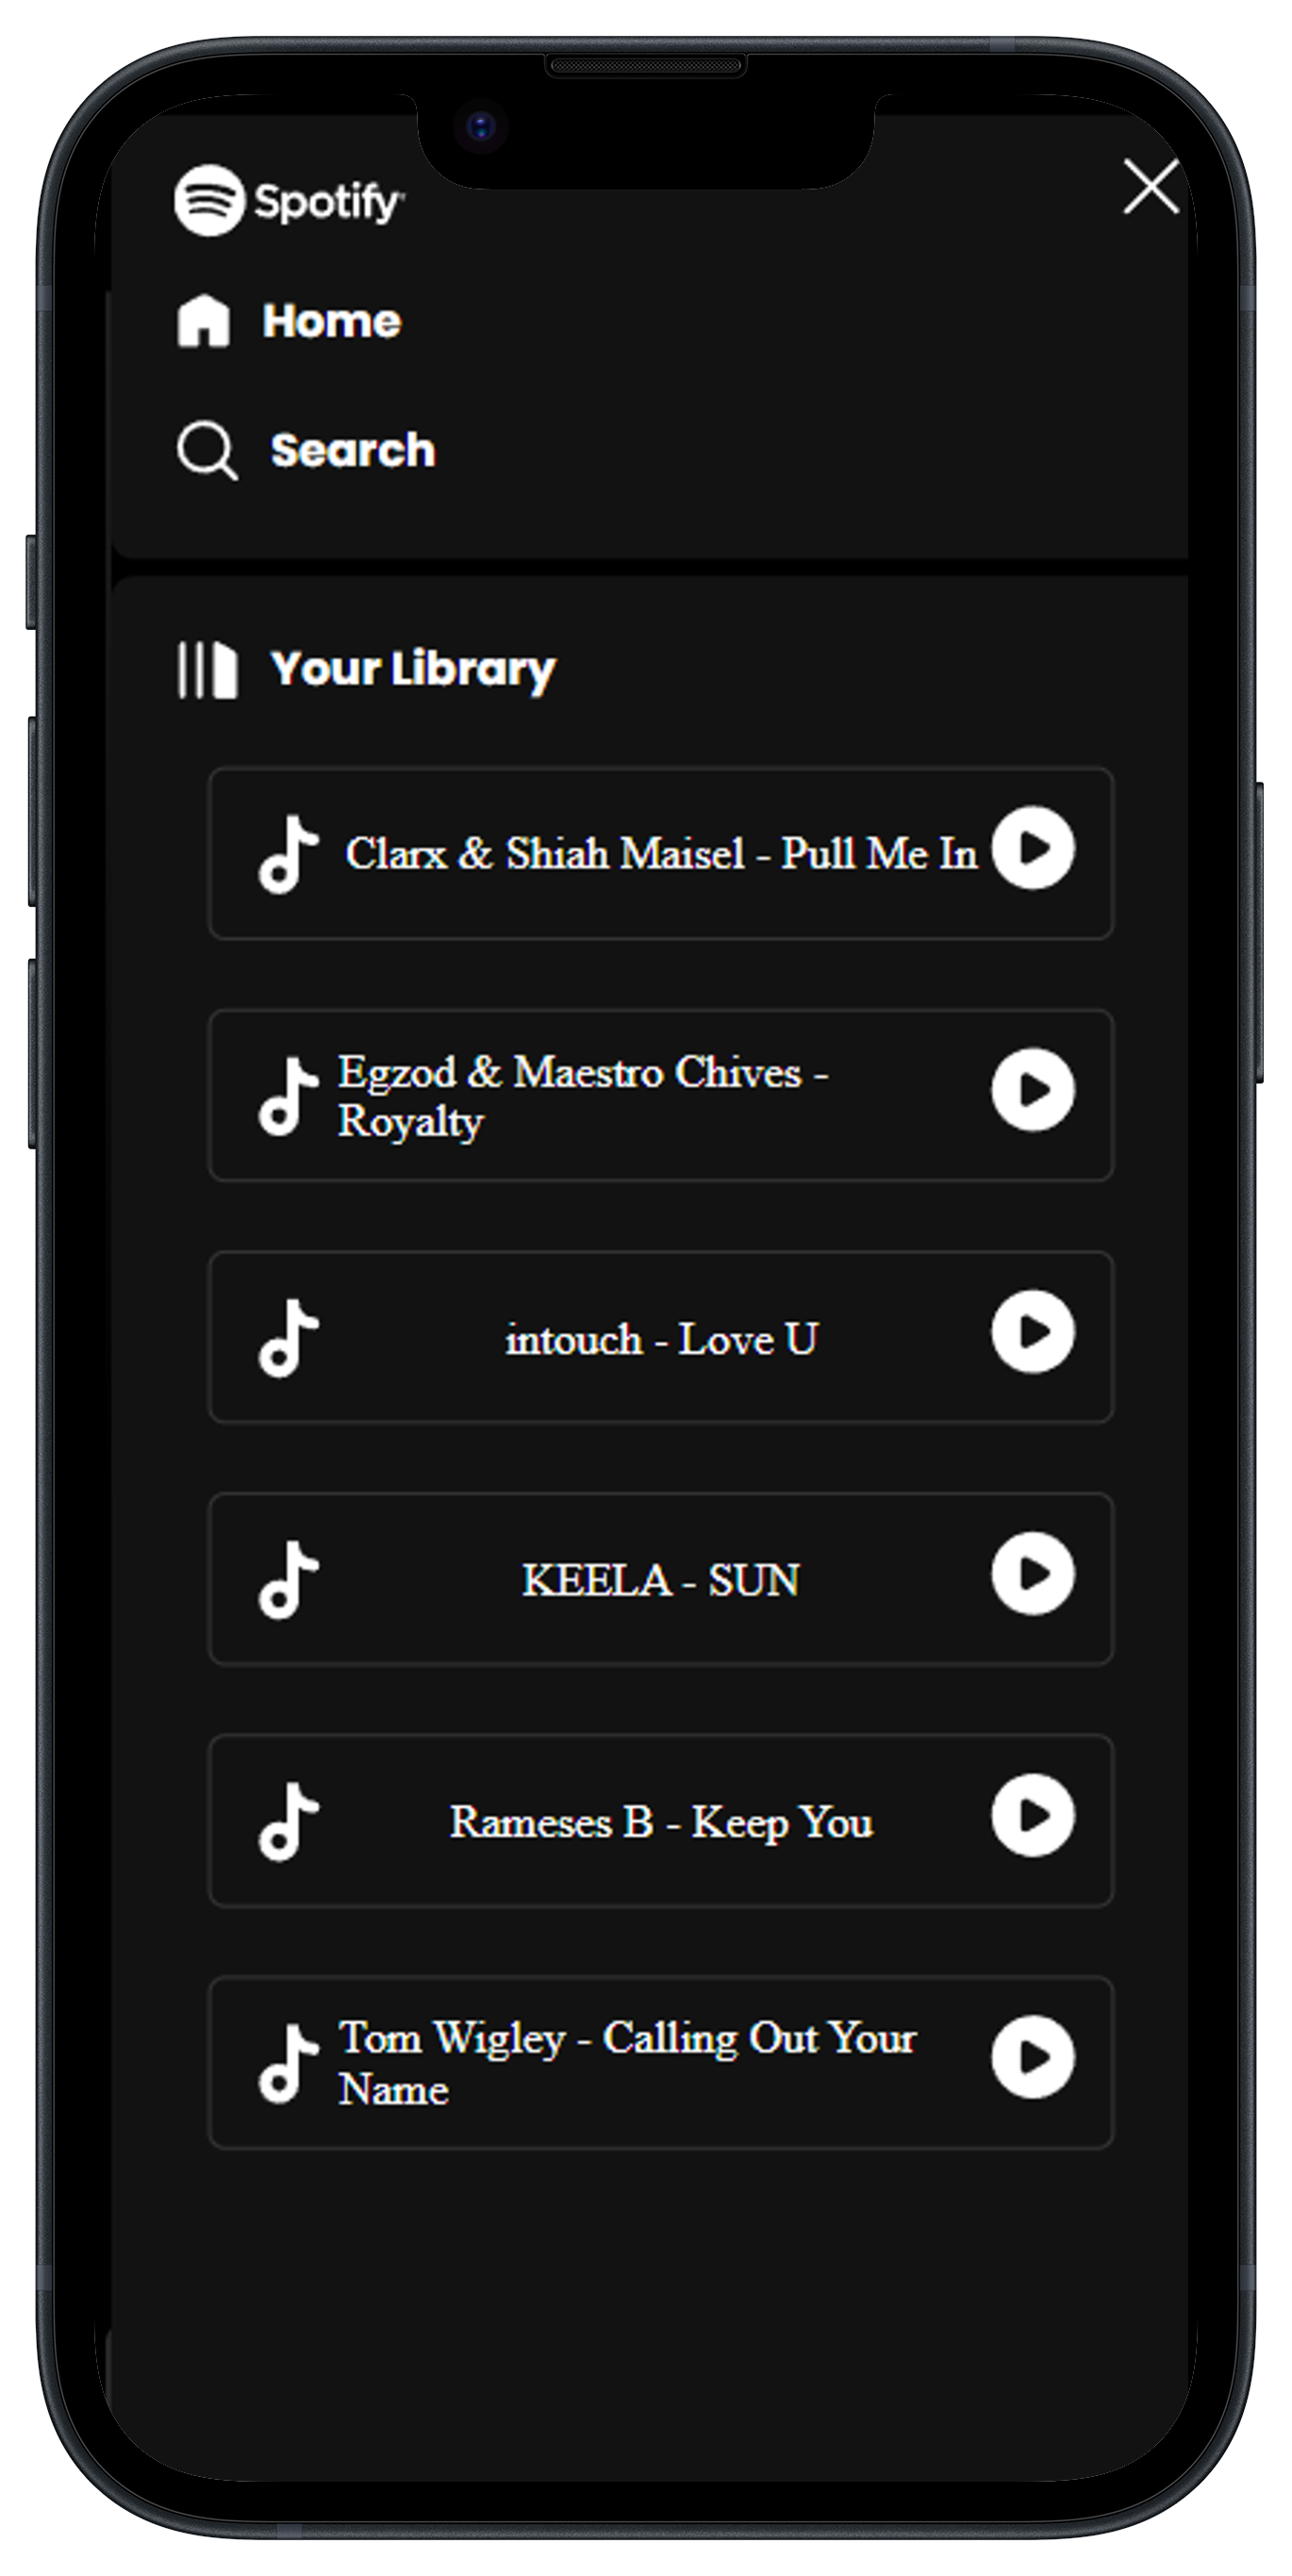 Spotify
Home
Search
Your Library
Clarx & Shiah Maisel - Pull Me In
Egzod & Maestro Chives -
Royalty
intouch - Love U
KEELA - SUN
Rameses B - Keep You
Tom Wigley - Calling Out Your
Name